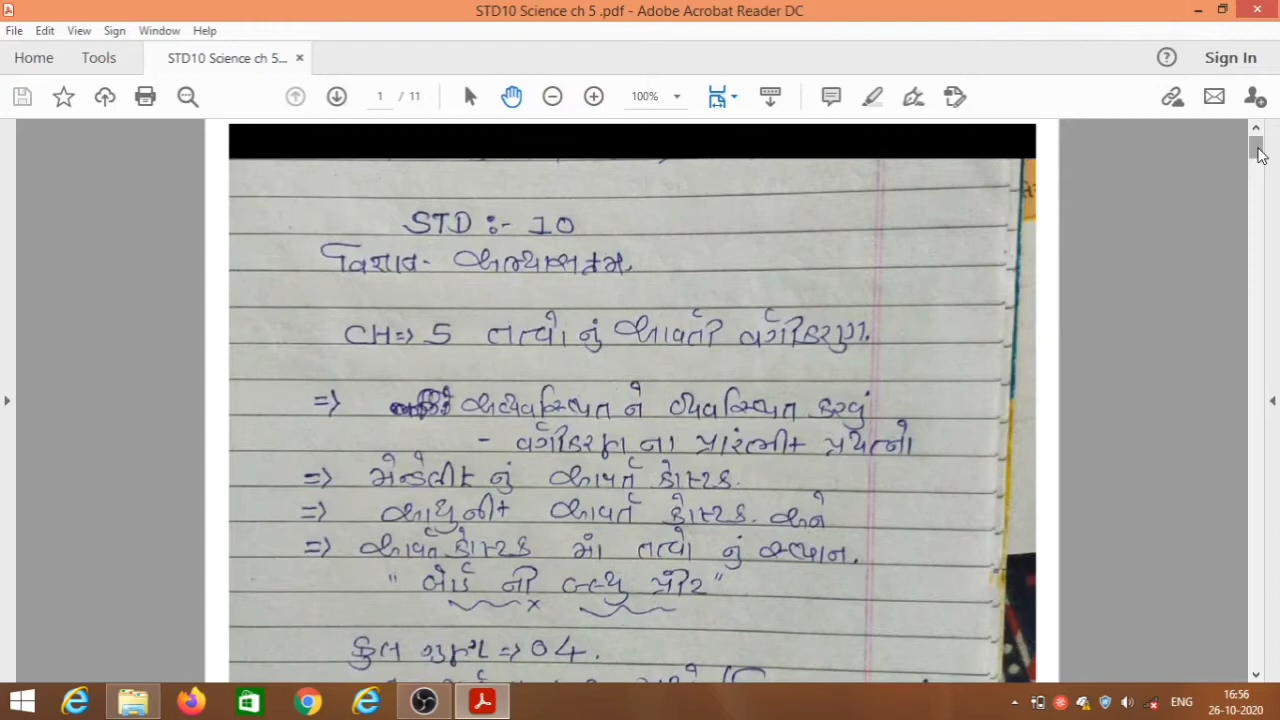 STD10 Science ch 5 .pdf - Adobe Acrobat Reader DC
File Edit View Sign Window Help
Home Tools STD10 Science ch 5... × Sign In
1 / 11 100%
STD :- 10
અભ્યાસક્રમ.
CH => 5 તત્વો નું આવર્તી વર્ગીકરણ.
=> અવ્યવસ્થિત ને વ્યવસ્થિત કરવું
- વર્ગીકરણ ના પ્રારંભીક પ્રયત્નો
=> મેન્ડેલીફ નું આવર્ત કોષ્ટક.
=> આધુનીક આવર્ત કોષ્ટક. અને
=> આવર્ત કોષ્ટક માં તત્વો નું સ્થાન.
" બોર્ડ ની બ્લ્યુ પ્રીંટ "
કુલ ગુણ => 04.
ENG
16:56
26-10-2020